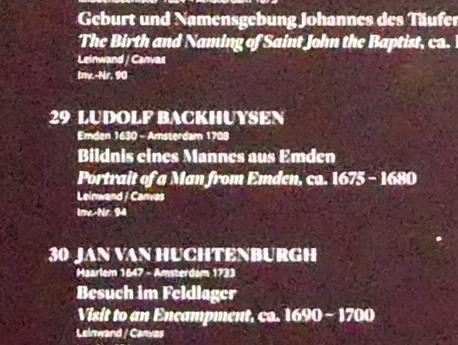 Geburt und Namensgebung Johannes des Täufer
The Birth and Naming of Saint John the Baptist, ca. 1
Leinwand / Canvas
Inv.-Nr. 90
29 LUDOLF BACKHUYSEN
Emden 1630 – Amsterdam 1708
Bildnis eines Mannes aus Emden
Portrait of a Man from Emden, ca. 1675 – 1680
Leinwand / Canvas
Inv.-Nr. 94
30 JAN VAN HUCHTENBURGH
Haarlem 1647 – Amsterdam 1733
Besuch im Feldlager
Visit to an Encampment, ca. 1690 – 1700
Leinwand / Canvas